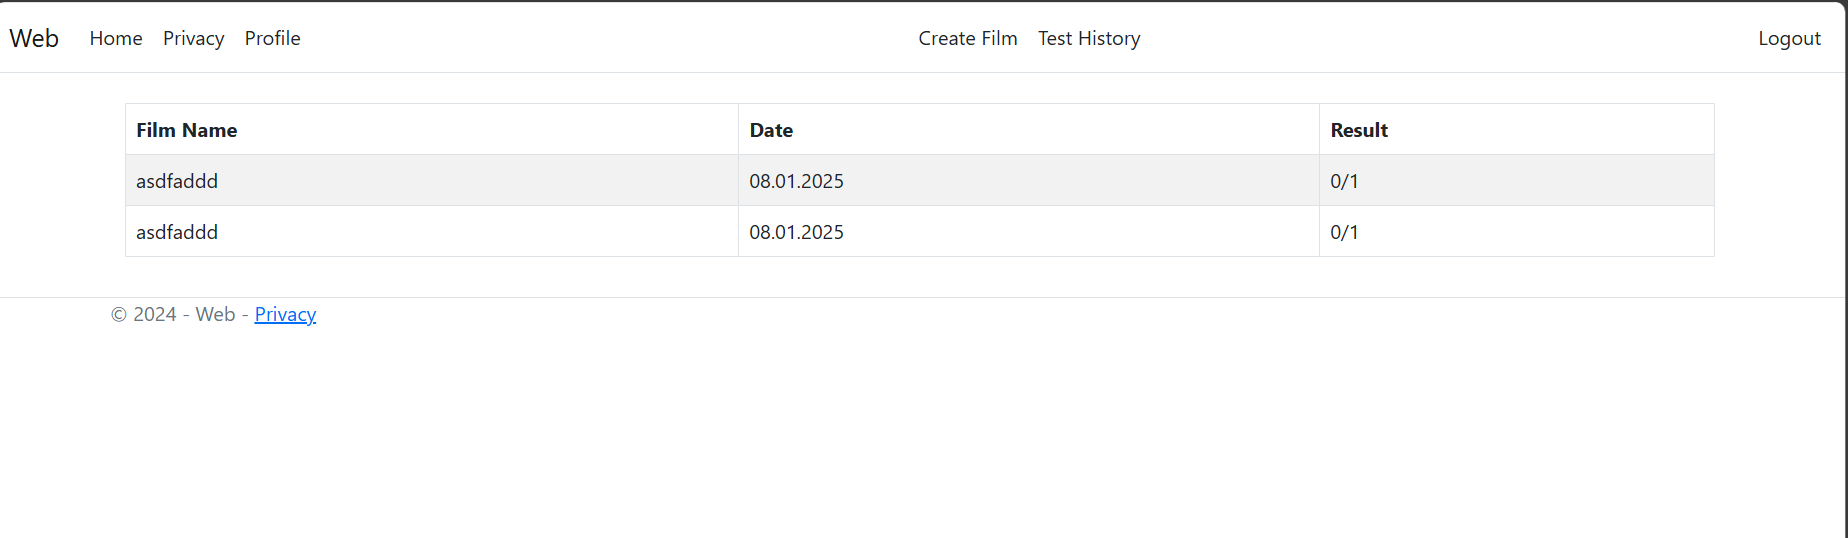 Web Home Privacy Profile Create Film Test History Logout
Film Name Date Result
asdfaddd 08.01.2025 0/1
asdfaddd 08.01.2025 0/1
© 2024 - Web - Privacy